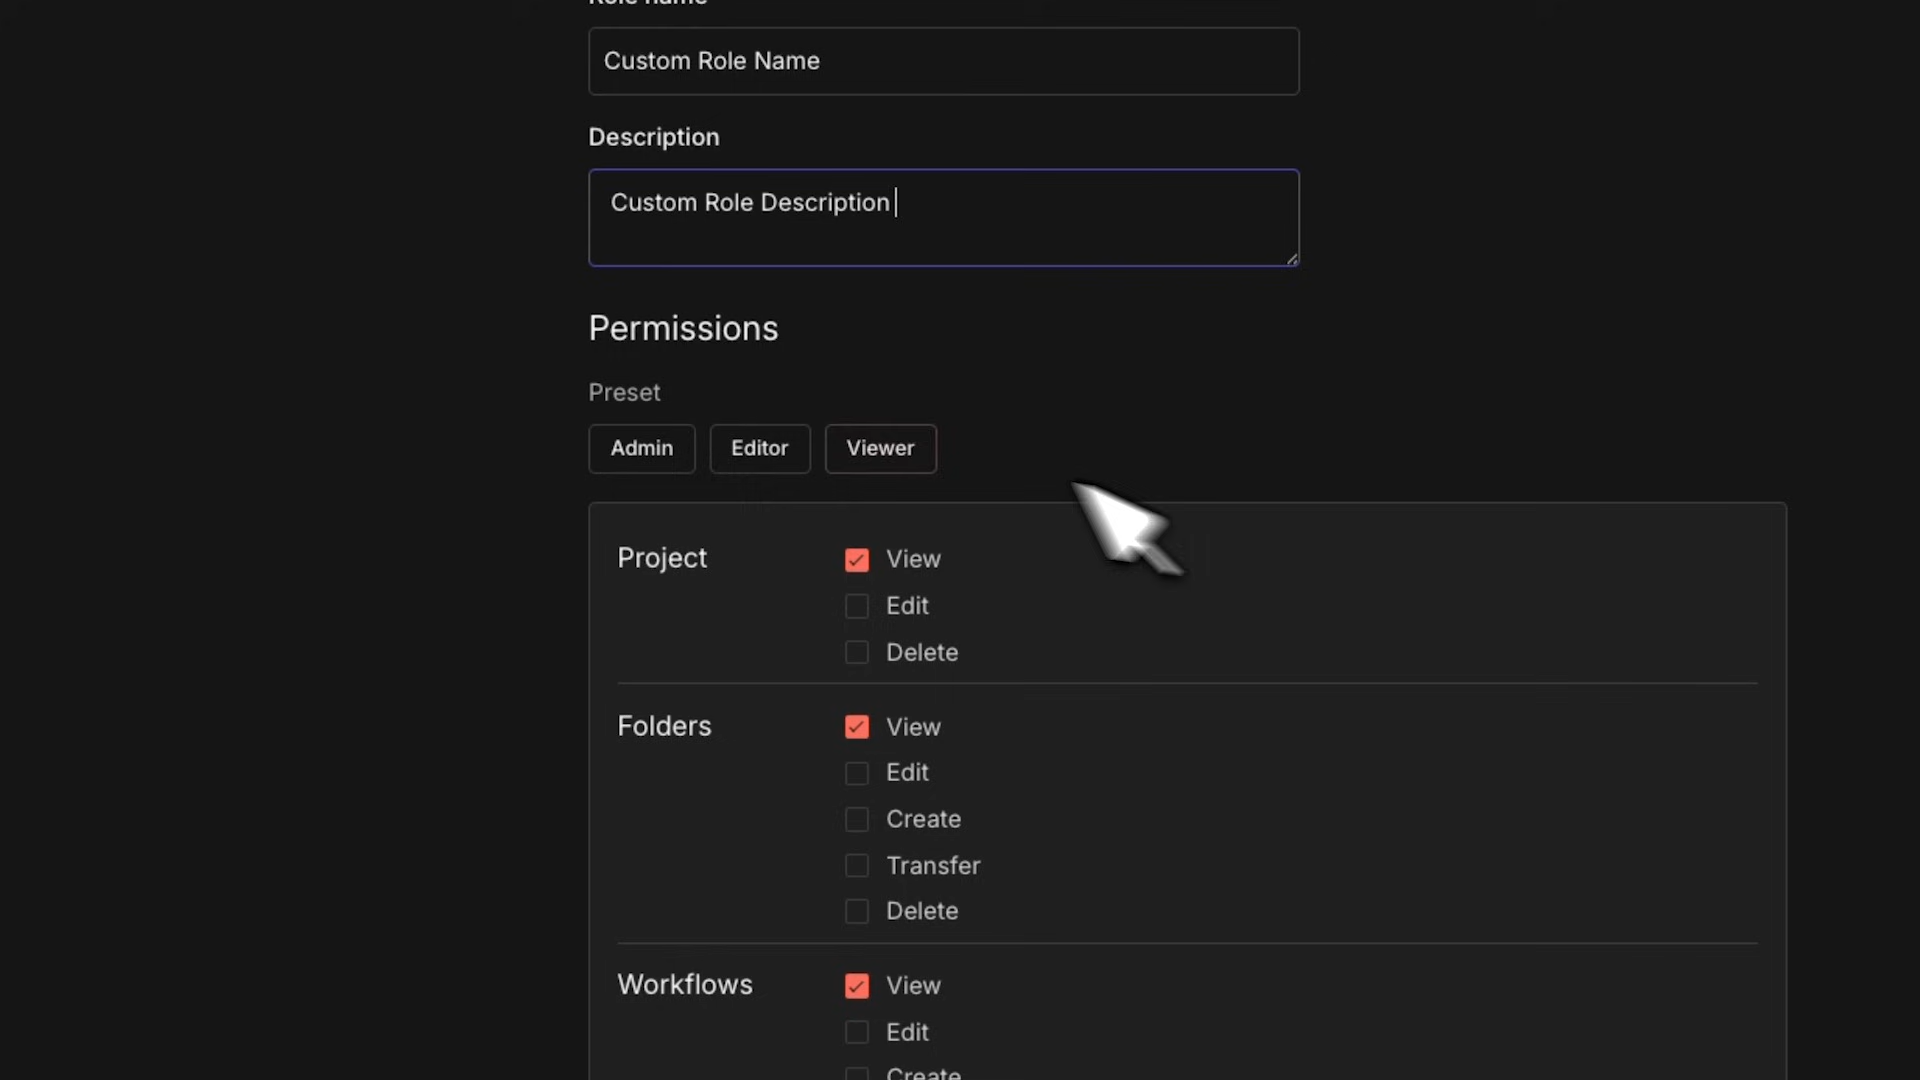 Role name
Custom Role Name
Description
Custom Role Description
Permissions
Preset
Admin Editor Viewer
Project View
Edit
Delete
Folders View
Edit
Create
Transfer
Delete
Workflows View
Edit
Create